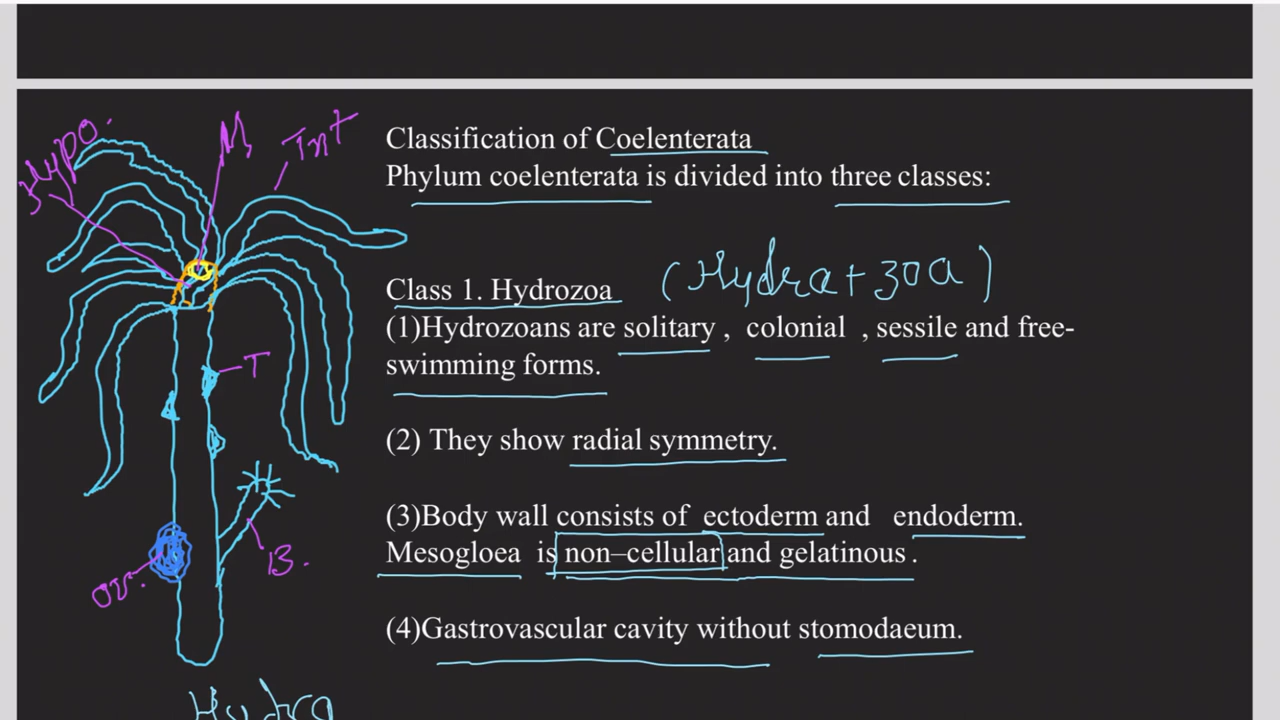 Hypo.
M
Tnt
T
B.
ov.
Hydra
Classification of Coelenterata
Phylum coelenterata is divided into three classes:
Class 1. Hydrozoa (Hydra + zoa)
(1)Hydrozoans are solitary , colonial , sessile and free-
swimming forms.
(2) They show radial symmetry.
(3)Body wall consists of ectoderm and endoderm.
Mesogloea is non–cellular and gelatinous .
(4)Gastrovascular cavity without stomodaeum.